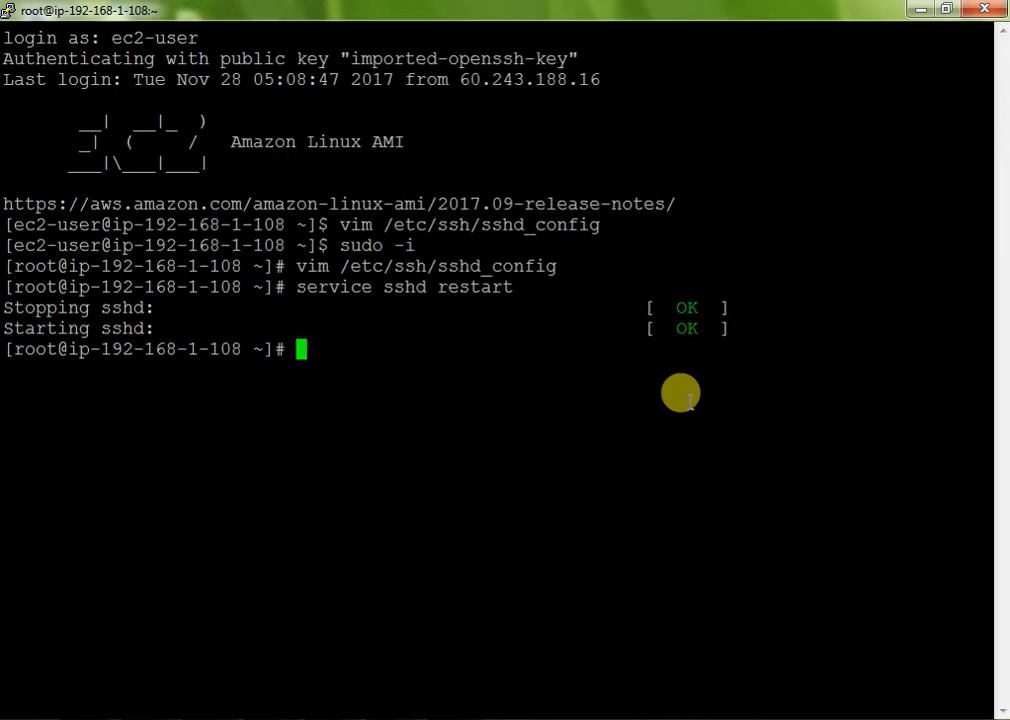 root@ip-192-168-1-108:~
login as: ec2-user
Authenticating with public key "imported-openssh-key"
Last login: Tue Nov 28 05:08:47 2017 from 60.243.188.16
__|  __|_  )
_|  (     /   Amazon Linux AMI
___|\___|___|
https://aws.amazon.com/amazon-linux-ami/2017.09-release-notes/
[ec2-user@ip-192-168-1-108 ~]$ vim /etc/ssh/sshd_config
[ec2-user@ip-192-168-1-108 ~]$ sudo -i
[root@ip-192-168-1-108 ~]# vim /etc/ssh/sshd_config
[root@ip-192-168-1-108 ~]# service sshd restart
Stopping sshd: [ OK ]
Starting sshd: [ OK ]
[root@ip-192-168-1-108 ~]#